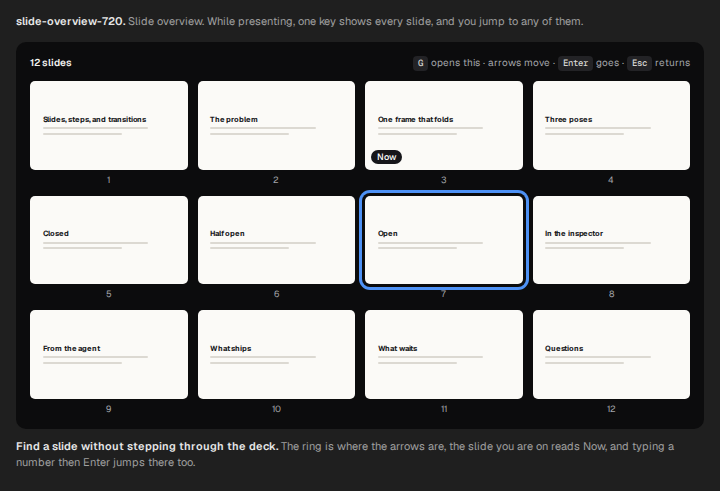 slide-overview-720. Slide overview. While presenting, one key shows every slide, and you jump to any of them.
12 slides
G opens this · arrows move · Enter goes · Esc returns
Slides, steps, and transitions
The problem
One frame that folds
Three poses
Now
1
2
3
4
Closed
Half open
Open
In the inspector
5
6
7
8
From the agent
What ships
What waits
Questions
9
10
11
12
Find a slide without stepping through the deck. The ring is where the arrows are, the slide you are on reads Now, and typing a
number then Enter jumps there too.